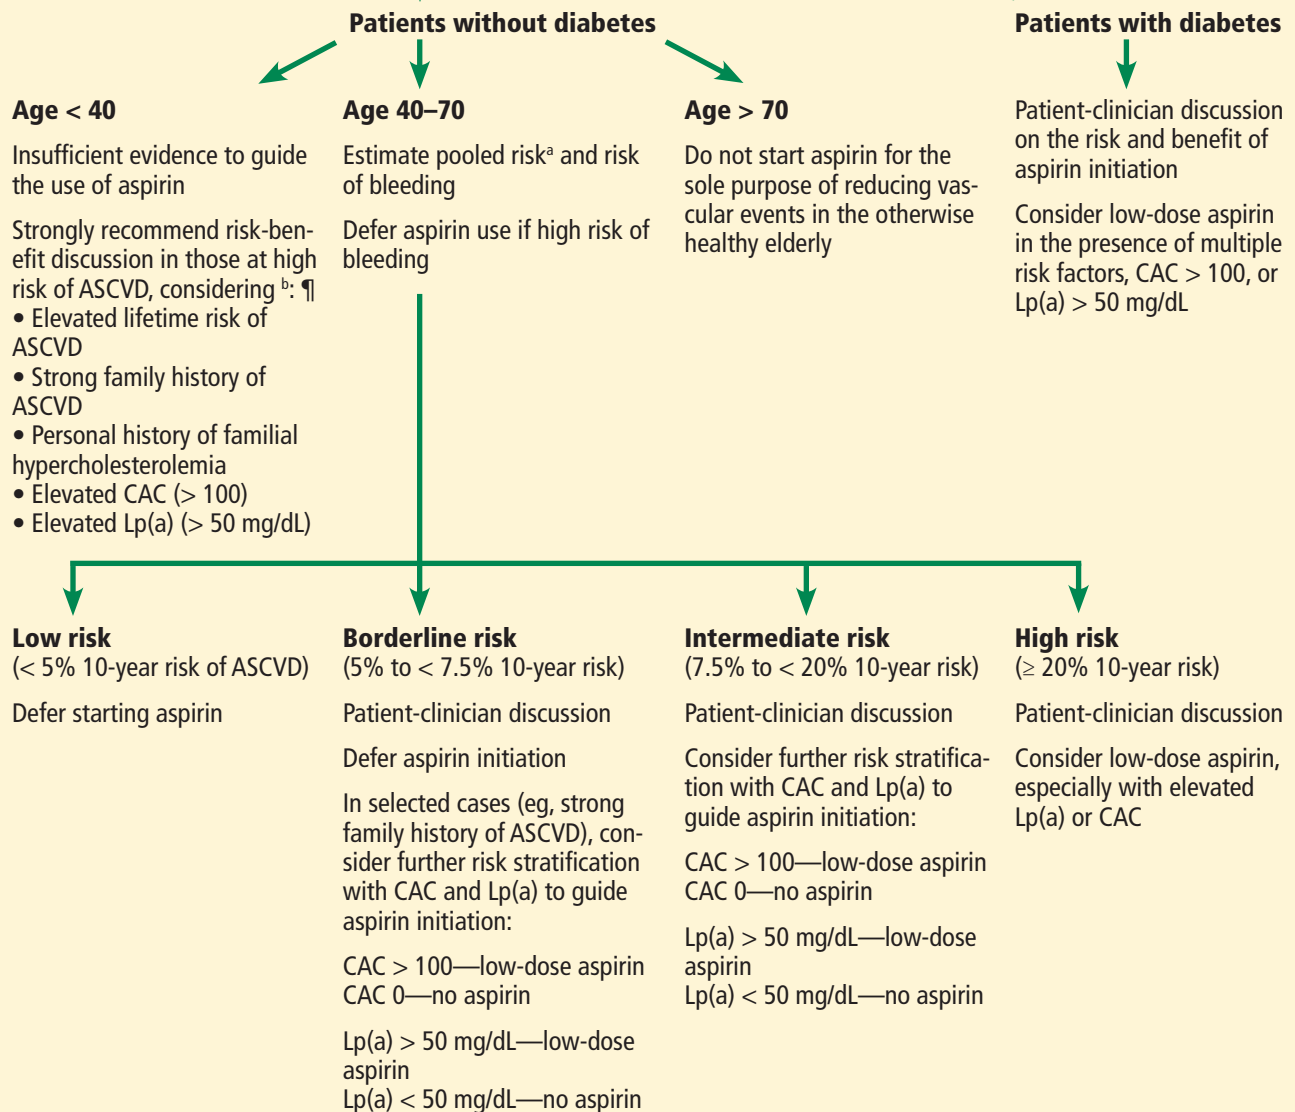 Patients without diabetes
Patients with diabetes
Age < 40
Insufficient evidence to guide
the use of aspirin
Strongly recommend risk-ben-
efit discussion in those at high
risk of ASCVD, considering ᵇ: ¶
• Elevated lifetime risk of
ASCVD
• Strong family history of
ASCVD
• Personal history of familial
hypercholesterolemia
• Elevated CAC (> 100)
• Elevated Lp(a) (> 50 mg/dL)
Age 40–70
Estimate pooled riskᵃ and risk
of bleeding
Defer aspirin use if high risk of
bleeding
Age > 70
Do not start aspirin for the
sole purpose of reducing vas-
cular events in the otherwise
healthy elderly
Patient-clinician discussion
on the risk and benefit of
aspirin initiation
Consider low-dose aspirin
in the presence of multiple
risk factors, CAC > 100, or
Lp(a) > 50 mg/dL
Low risk
(< 5% 10-year risk of ASCVD)
Defer starting aspirin
Borderline risk
(5% to < 7.5% 10-year risk)
Patient-clinician discussion
Defer aspirin initiation
In selected cases (eg, strong
family history of ASCVD), con-
sider further risk stratification
with CAC and Lp(a) to guide
aspirin initiation:
CAC > 100—low-dose aspirin
CAC 0—no aspirin
Lp(a) > 50 mg/dL—low-dose
aspirin
Lp(a) < 50 mg/dL—no aspirin
Intermediate risk
(7.5% to < 20% 10-year risk)
Patient-clinician discussion
Consider further risk stratifica-
tion with CAC and Lp(a) to
guide aspirin initiation:
CAC > 100—low-dose aspirin
CAC 0—no aspirin
Lp(a) > 50 mg/dL—low-dose
aspirin
Lp(a) < 50 mg/dL—no aspirin
High risk
(≥ 20% 10-year risk)
Patient-clinician discussion
Consider low-dose aspirin,
especially with elevated
Lp(a) or CAC